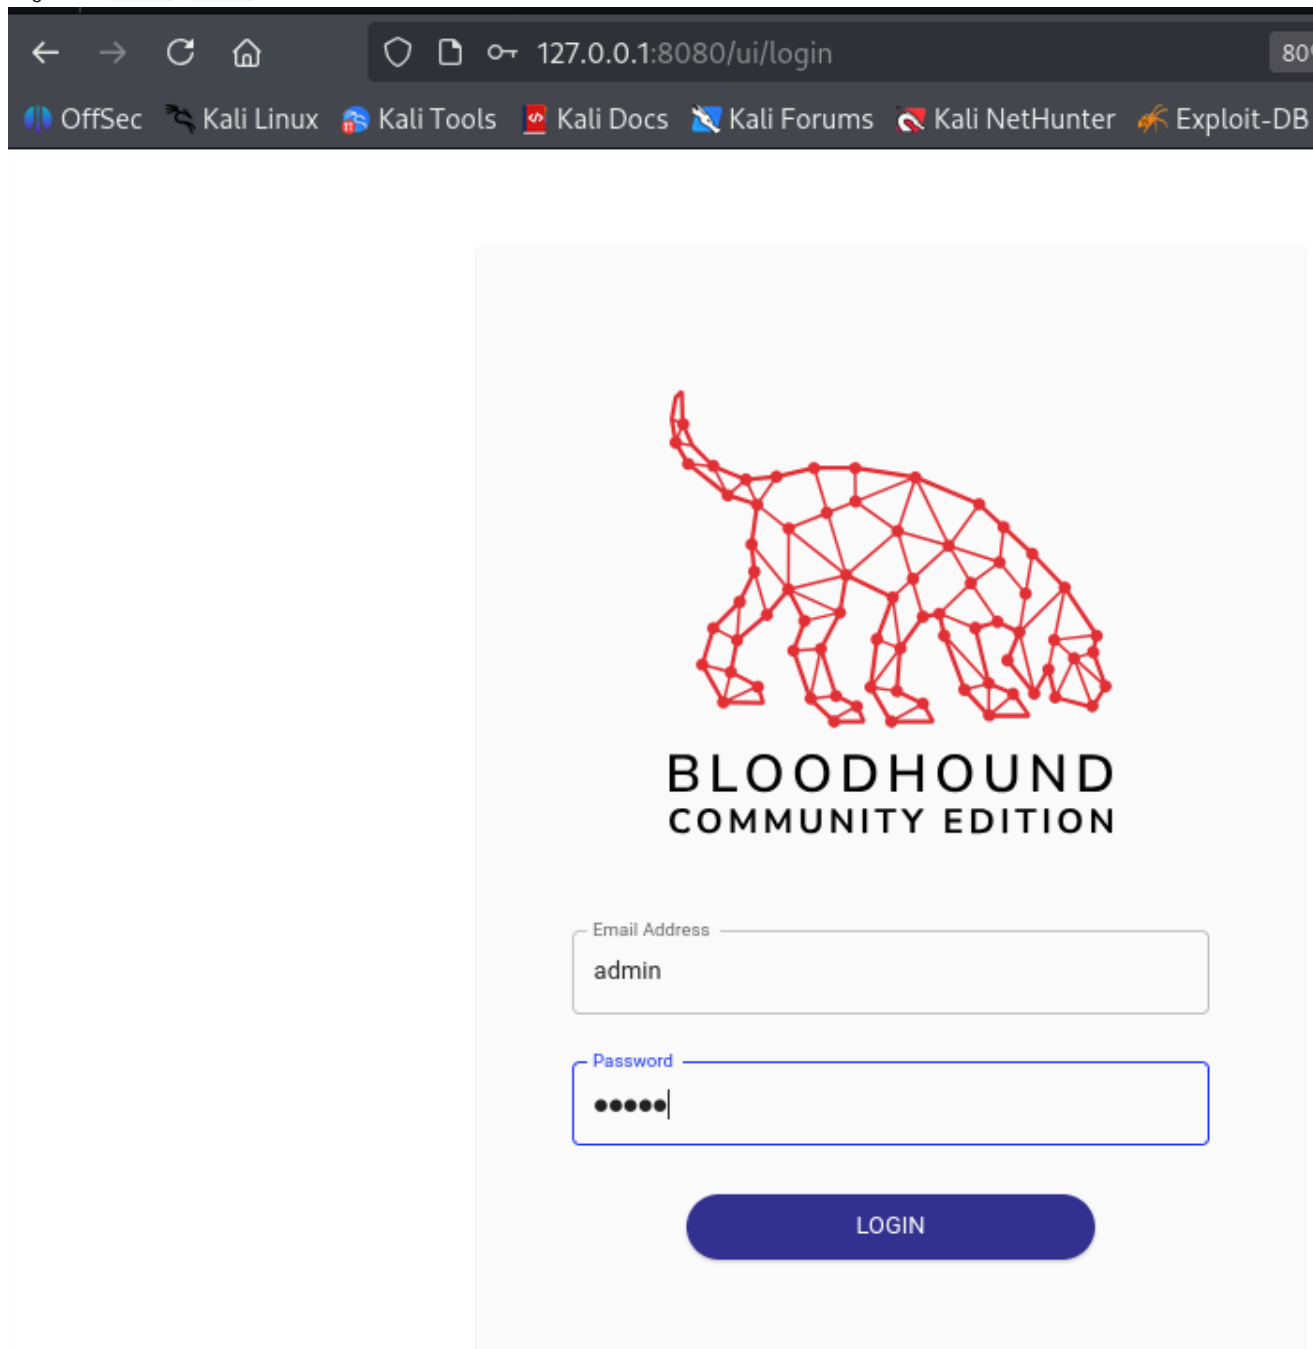 127.0.0.1:8080/ui/login
OffSec Kali Linux Kali Tools Kali Docs Kali Forums Kali NetHunter Exploit-DB
BLOODHOUND
COMMUNITY EDITION
Email Address
admin
Password
•••••
LOGIN